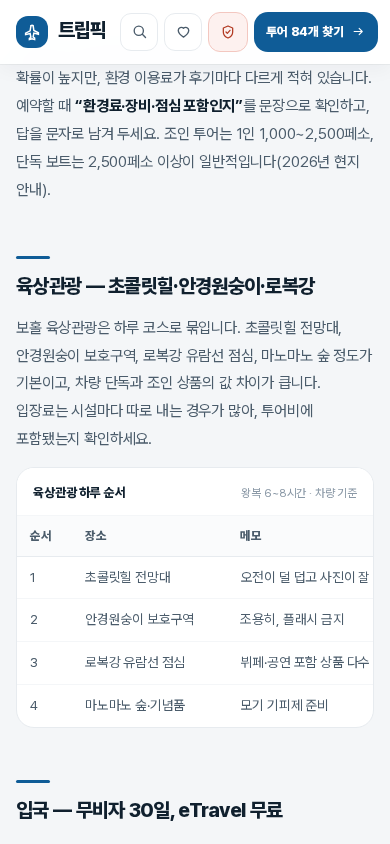 트립픽
투어 84개 찾기 →
확률이 높지만, 환경 이용료가 후기마다 다르게 적혀 있습니다.
예약할 때 “환경료·장비·점심 포함인지”를 문장으로 확인하고,
답을 문자로 남겨 두세요. 조인 투어는 1인 1,000~2,500페소,
단독 보트는 2,500페소 이상이 일반적입니다(2026년 현지
안내).
육상관광 — 초콜릿힐·안경원숭이·로복강
보홀 육상관광은 하루 코스로 묶입니다. 초콜릿힐 전망대,
안경원숭이 보호구역, 로복강 유람선 점심, 마노마노 숲 정도가
기본이고, 차량 단독과 조인 상품의 값 차이가 큽니다.
입장료는 시설마다 따로 내는 경우가 많아, 투어비에
포함됐는지 확인하세요.
육상관광 하루 순서 왕복 6~8시간 · 차량 기준
순서 장소 메모
1 초콜릿힐 전망대 오전이 덜 덥고 사진이 잘
2 안경원숭이 보호구역 조용히, 플래시 금지
3 로복강 유람선 점심 뷔페·공연 포함 상품 다수
4 마노마노 숲·기념품 모기 기피제 준비
입국 — 무비자 30일, eTravel 무료